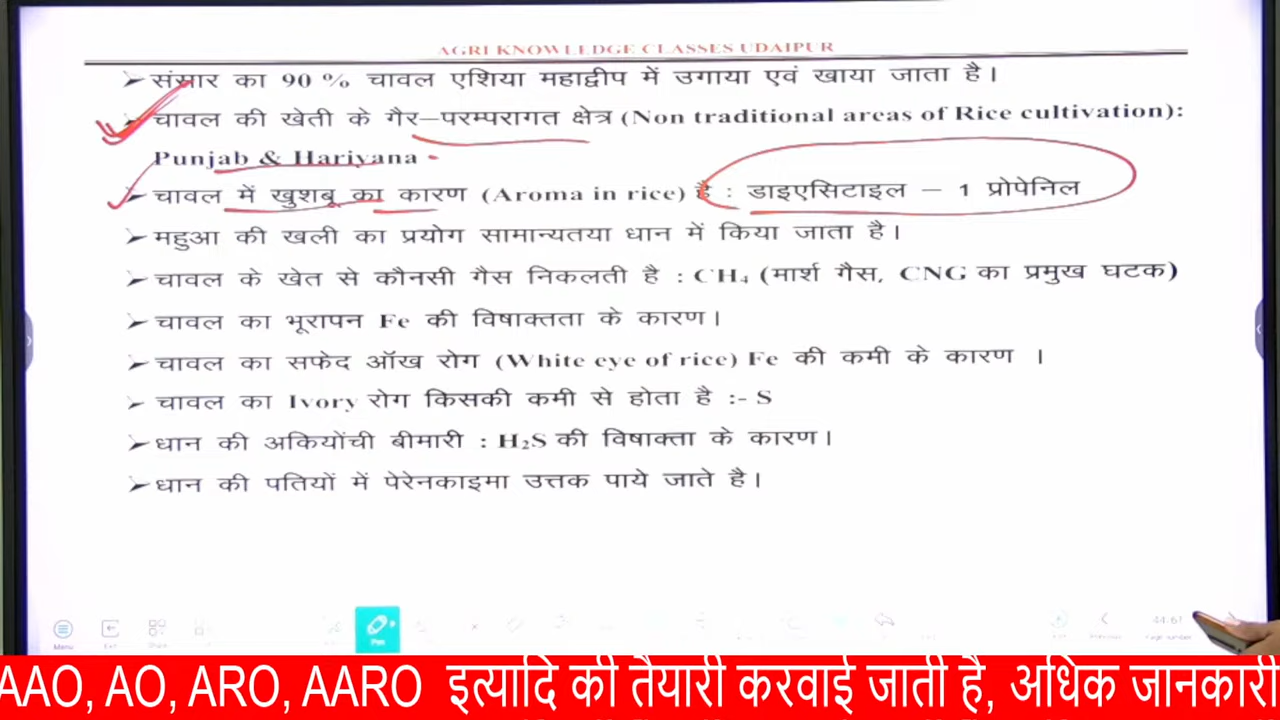 AGRI KNOWLEDGE CLASSES UDAIPUR
➢ संसार का 90 % चावल एशिया महाद्वीप में उगाया एवं खाया जाता है।
➢ चावल की खेती के गैर–परम्परागत क्षेत्र (Non traditional areas of Rice cultivation):
Punjab & Hariyana
➢ चावल में खुशबू का कारण (Aroma in rice) है : डाइएसिटाइल – 1 प्रोपेनिल
➢ महुआ की खली का प्रयोग सामान्यतया धान में किया जाता है।
➢ चावल के खेत से कौनसी गैस निकलती है : CH₄ (मार्श गैस, CNG का प्रमुख घटक)
➢ चावल का भूरापन Fe की विषाक्तता के कारण।
➢ चावल का सफेद ऑख रोग (White eye of rice) Fe की कमी के कारण ।
➢ चावल का Ivory रोग किसकी कमी से होता है :- S
➢ धान की अकियोंची बीमारी : H₂S की विषाक्ता के कारण।
➢ धान की पतियों में पेरेनकाइमा उत्तक पाये जाते है।
Menu Pen 44.61
AAO, AO, ARO, AARO इत्यादि की तैयारी करवाई जाती है, अधिक जानकारी